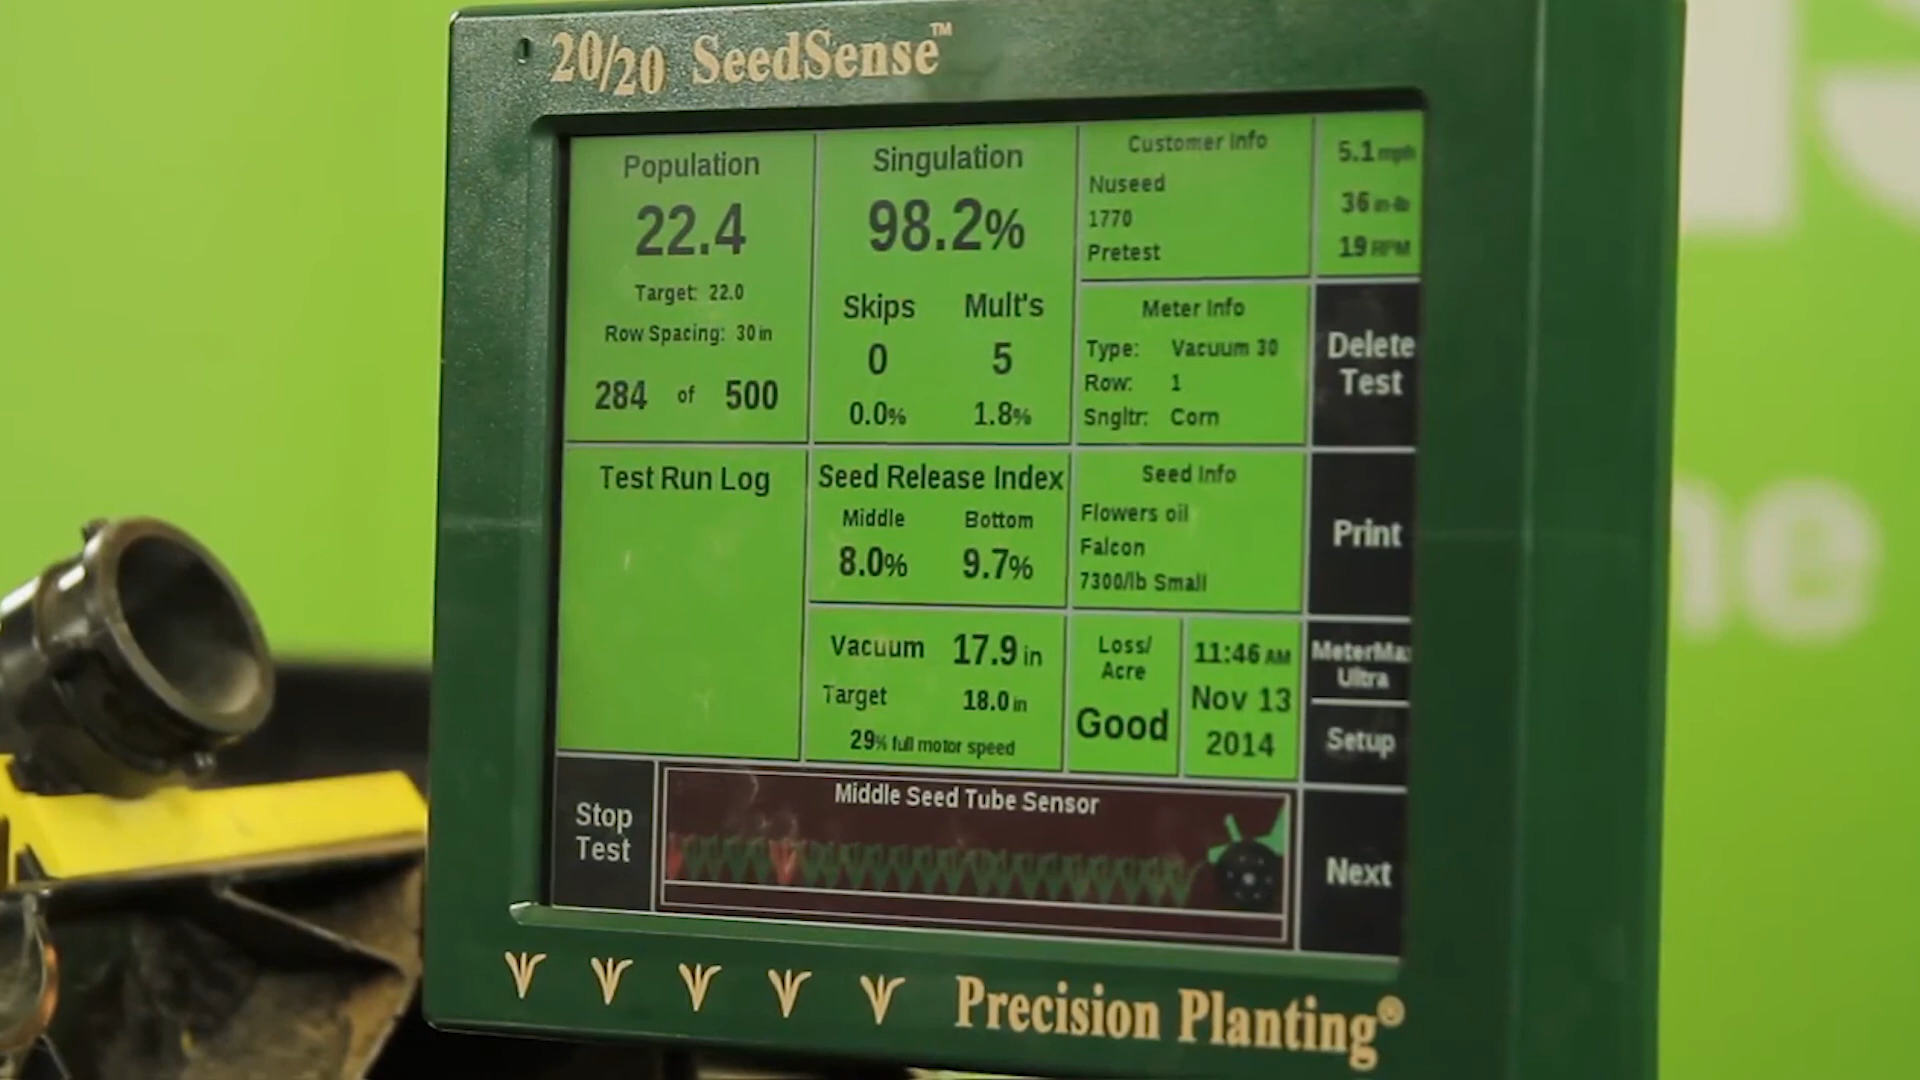 20/20 SeedSense™
Population
22.4
Target: 22.0
Row Spacing: 30 in
284 of 500
Singulation
98.2%
Skips Mult's
0 5
0.0% 1.8%
Customer Info
Nuseed
1770
Pretest
5.1 mph
36 in-lb
19 RPM
Meter Info
Type: Vacuum 30
Row: 1
Sngltr: Corn
Delete
Test
Test Run Log
Seed Release Index
Middle Bottom
8.0% 9.7%
Seed Info
Flowers oil
Falcon
7300/lb Small
Print
Vacuum 17.9 in
Target 18.0 in
29% full motor speed
Loss/
Acre
Good
11:46 AM
Nov 13
2014
MeterMax
Ultra
Setup
Stop
Test
Middle Seed Tube Sensor
Next
Precision Planting®